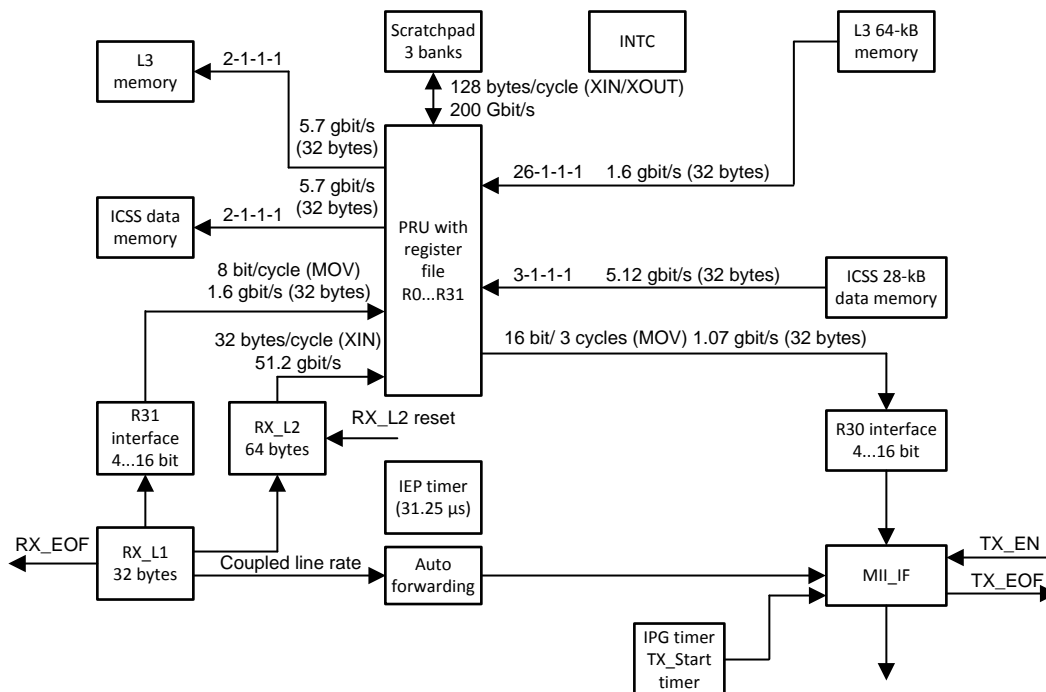 Scratchpad
3 banks
INTC
L3 64-kB
memory
L3
memory
2-1-1-1
128 bytes/cycle (XIN/XOUT)
200 Gbit/s
5.7 gbit/s
(32 bytes)
26-1-1-1 1.6 gbit/s (32 bytes)
5.7 gbit/s
(32 bytes)
ICSS data
memory
2-1-1-1
PRU with
register
file
R0...R31
8 bit/cycle (MOV)
1.6 gbit/s (32 bytes)
3-1-1-1 5.12 gbit/s (32 bytes)
ICSS 28-kB
data memory
32 bytes/cycle (XIN)
51.2 gbit/s
16 bit/ 3 cycles (MOV) 1.07 gbit/s (32 bytes)
R31
interface
4...16 bit
RX_L2
64 bytes
RX_L2 reset
R30 interface
4...16 bit
IEP timer
(31.25 µs)
RX_EOF
RX_L1
32 bytes
Coupled line rate
Auto
forwarding
MII_IF
TX_EN
TX_EOF
IPG timer
TX_Start
timer